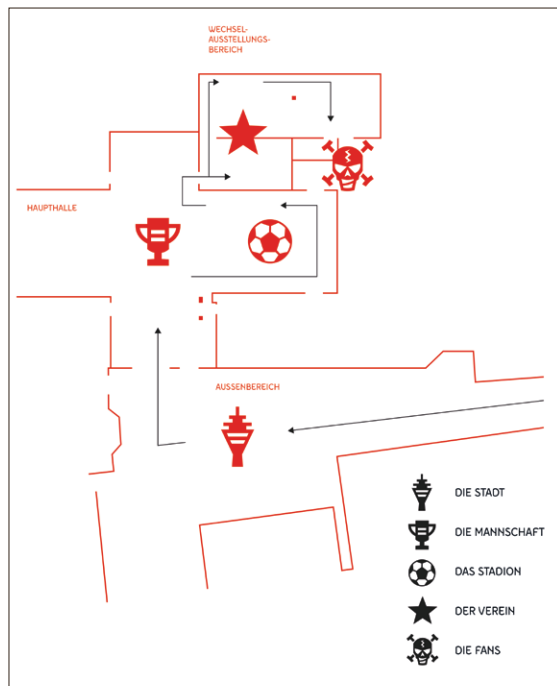 WECHSEL-
AUSSTELLUNGS-
BEREICH
HAUPTHALLE
AUSSENBEREICH
DIE STADT
DIE MANNSCHAFT
DAS STADION
DER VEREIN
DIE FANS